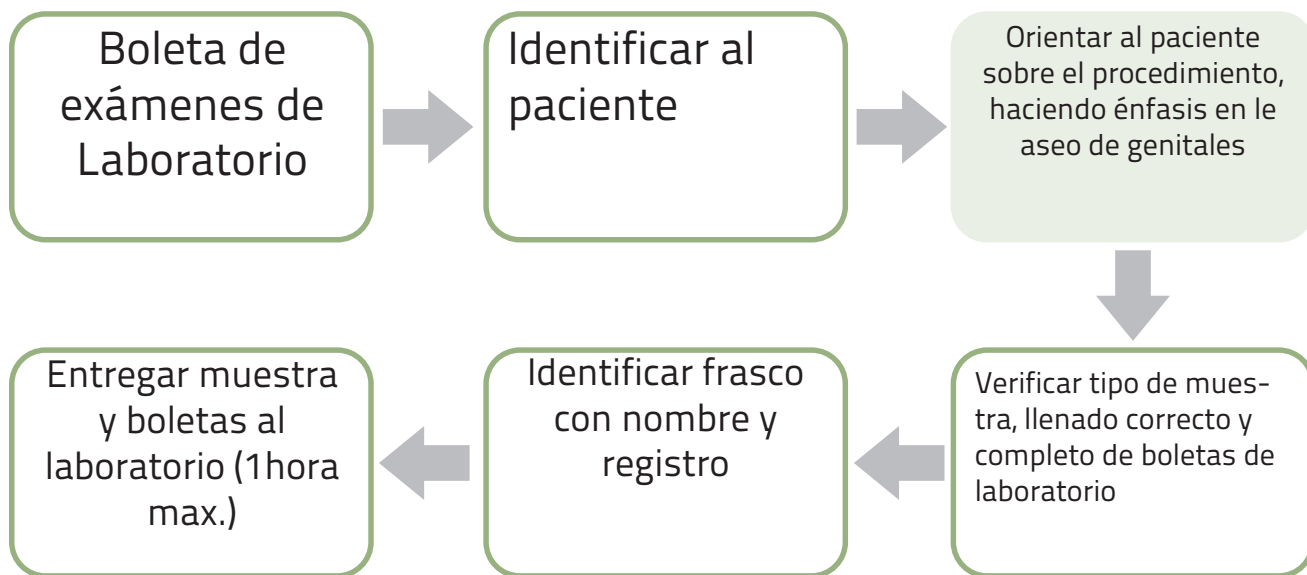 Boleta de
exámenes de
Laboratorio
Identificar al
paciente
Orientar al paciente
sobre el procedimiento,
haciendo énfasis en le
aseo de genitales
Verificar tipo de mues-
tra, llenado correcto y
completo de boletas de
laboratorio
Identificar frasco
con nombre y
registro
Entregar muestra
y boletas al
laboratorio (1hora
max.)